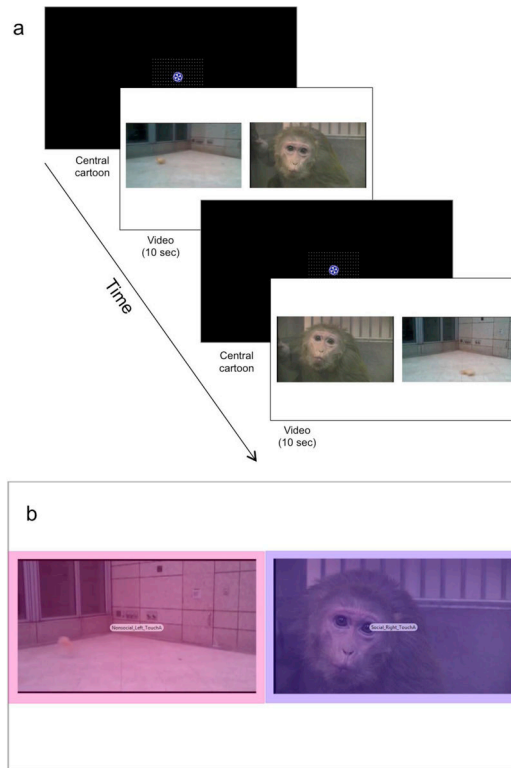 a
Central
cartoon
Video
(10 sec)
Time
Central
cartoon
Video
(10 sec)
b
Nonsocial_Left_TouchA
Social_Right_TouchA